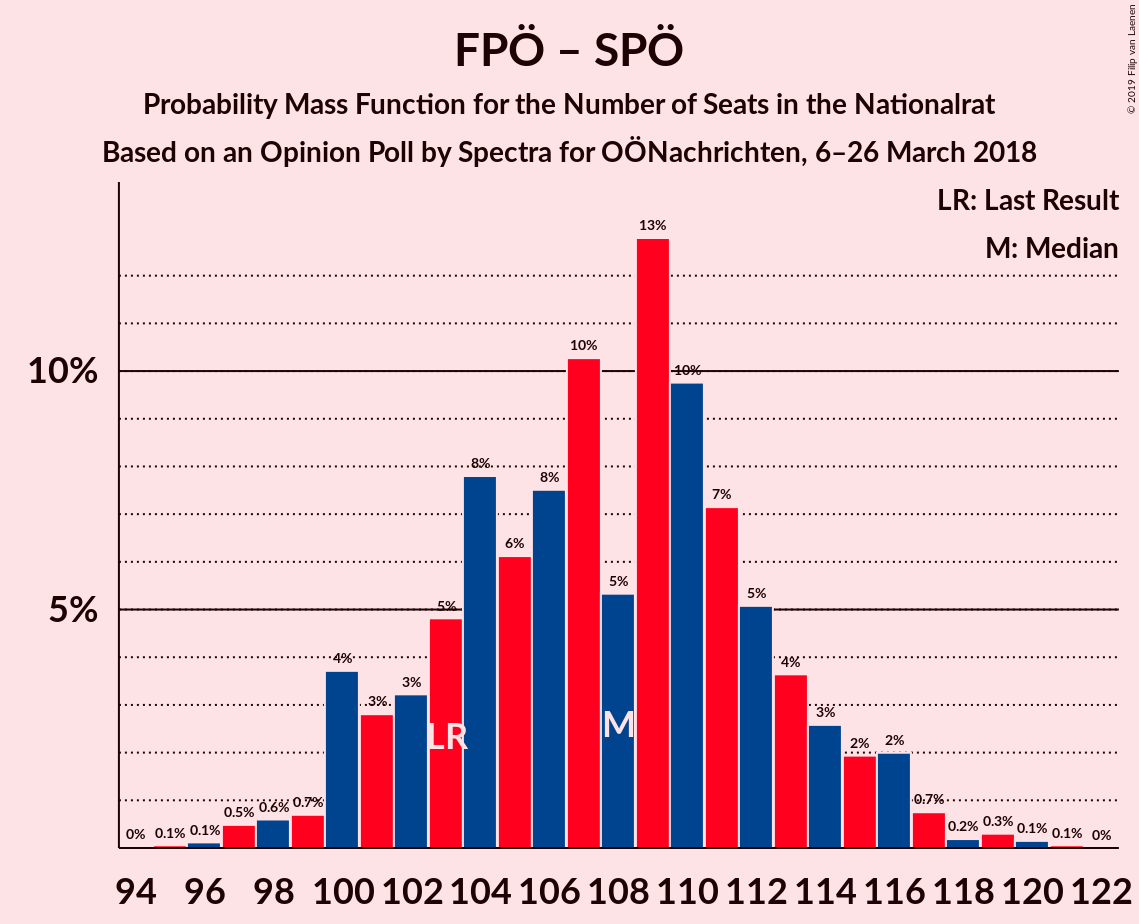 FPÖ – SPÖ
Probability Mass Function for the Number of Seats in the Nationalrat
Based on an Opinion Poll by Spectra for OÖNachrichten, 6–26 March 2018
© 2019 Filip van Laenen
LR: Last Result
M: Median
10%
5%
0% 0.1% 0.1% 0.5% 0.6% 0.7% 4% 3% 3% 5% 8% 6% 8% 10% 5% 13% 10% 7% 5% 4% 3% 2% 2% 0.7% 0.2% 0.3% 0.1% 0.1% 0%
LR M
94 96 98 100 102 104 106 108 110 112 114 116 118 120 122